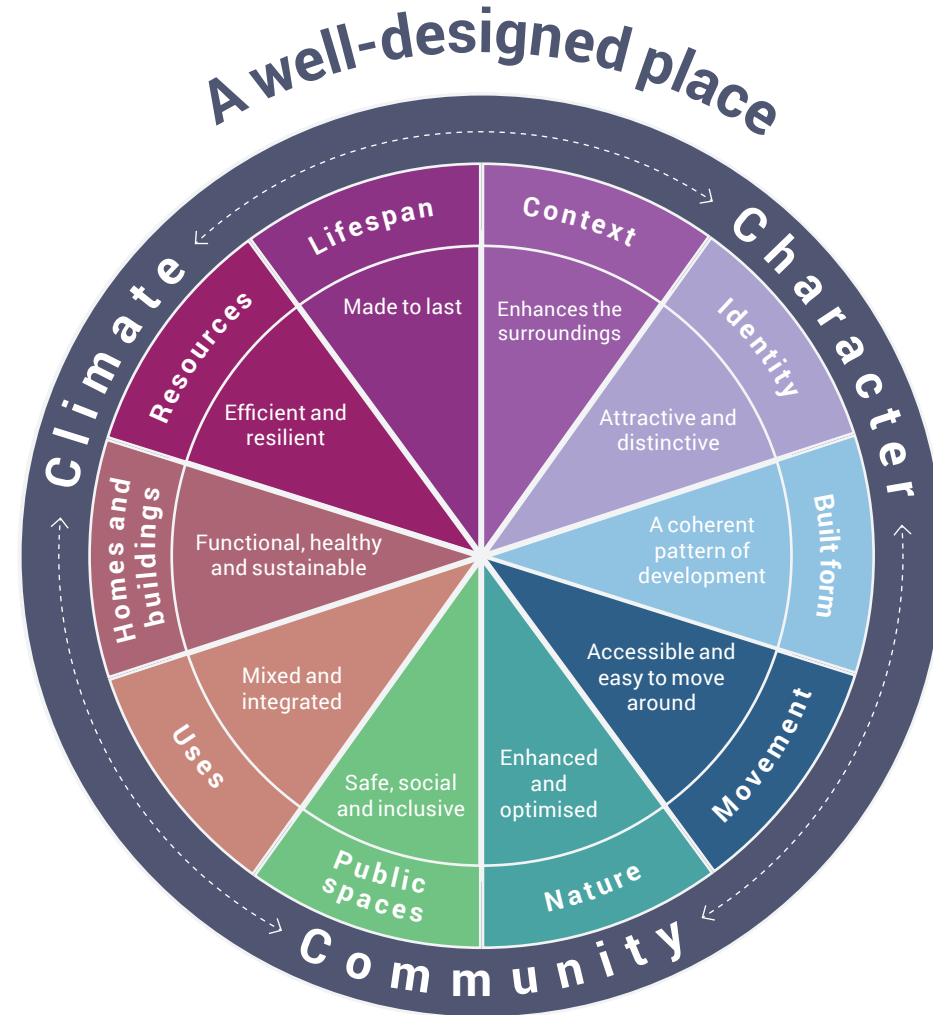 A well-designed place
Climate
Character
Community
Context
Enhances the
surroundings
Identity
Attractive and
distinctive
Built form
A coherent
pattern of
development
Movement
Accessible and
easy to move
around
Nature
Enhanced
and
optimised
Public
spaces
Safe, social
and inclusive
Uses
Mixed and
integrated
Homes and
buildings
Functional, healthy
and sustainable
Resources
Efficient and
resilient
Lifespan
Made to last